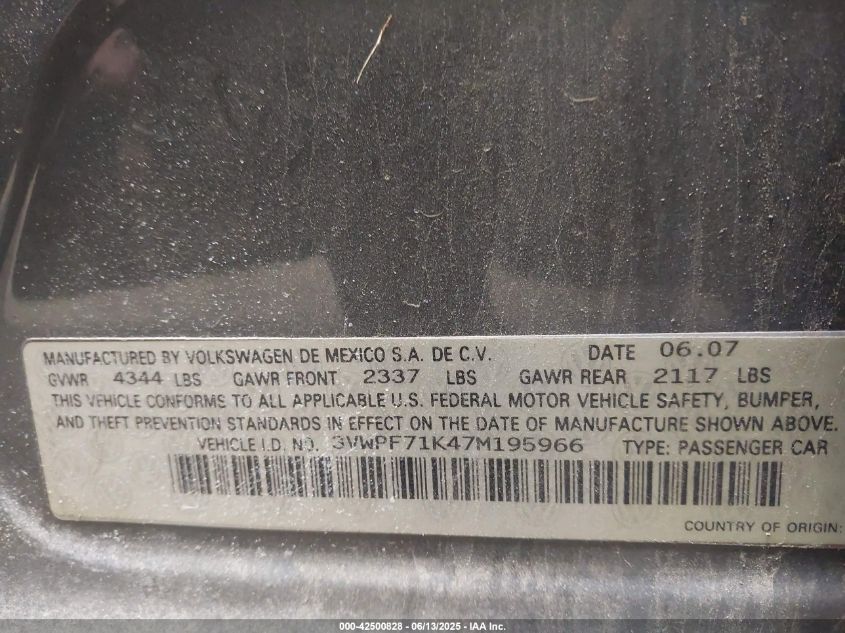 MANUFACTURED BY VOLKSWAGEN DE MEXICO S.A. DE C.V. DATE 06.07
GVWR 4344 LBS GAWR FRONT 2337 LBS GAWR REAR 2117 LBS
THIS VEHICLE CONFORMS TO ALL APPLICABLE U.S. FEDERAL MOTOR VEHICLE SAFETY, BUMPER,
AND THEFT PREVENTION STANDARDS IN EFFECT ON THE DATE OF MANUFACTURE SHOWN ABOVE.
VEHICLE I.D. NO. 3VWPF71K47M195966 TYPE: PASSENGER CAR
COUNTRY OF ORIGIN:
000-42500828 - 06/13/2025 - IAA Inc.